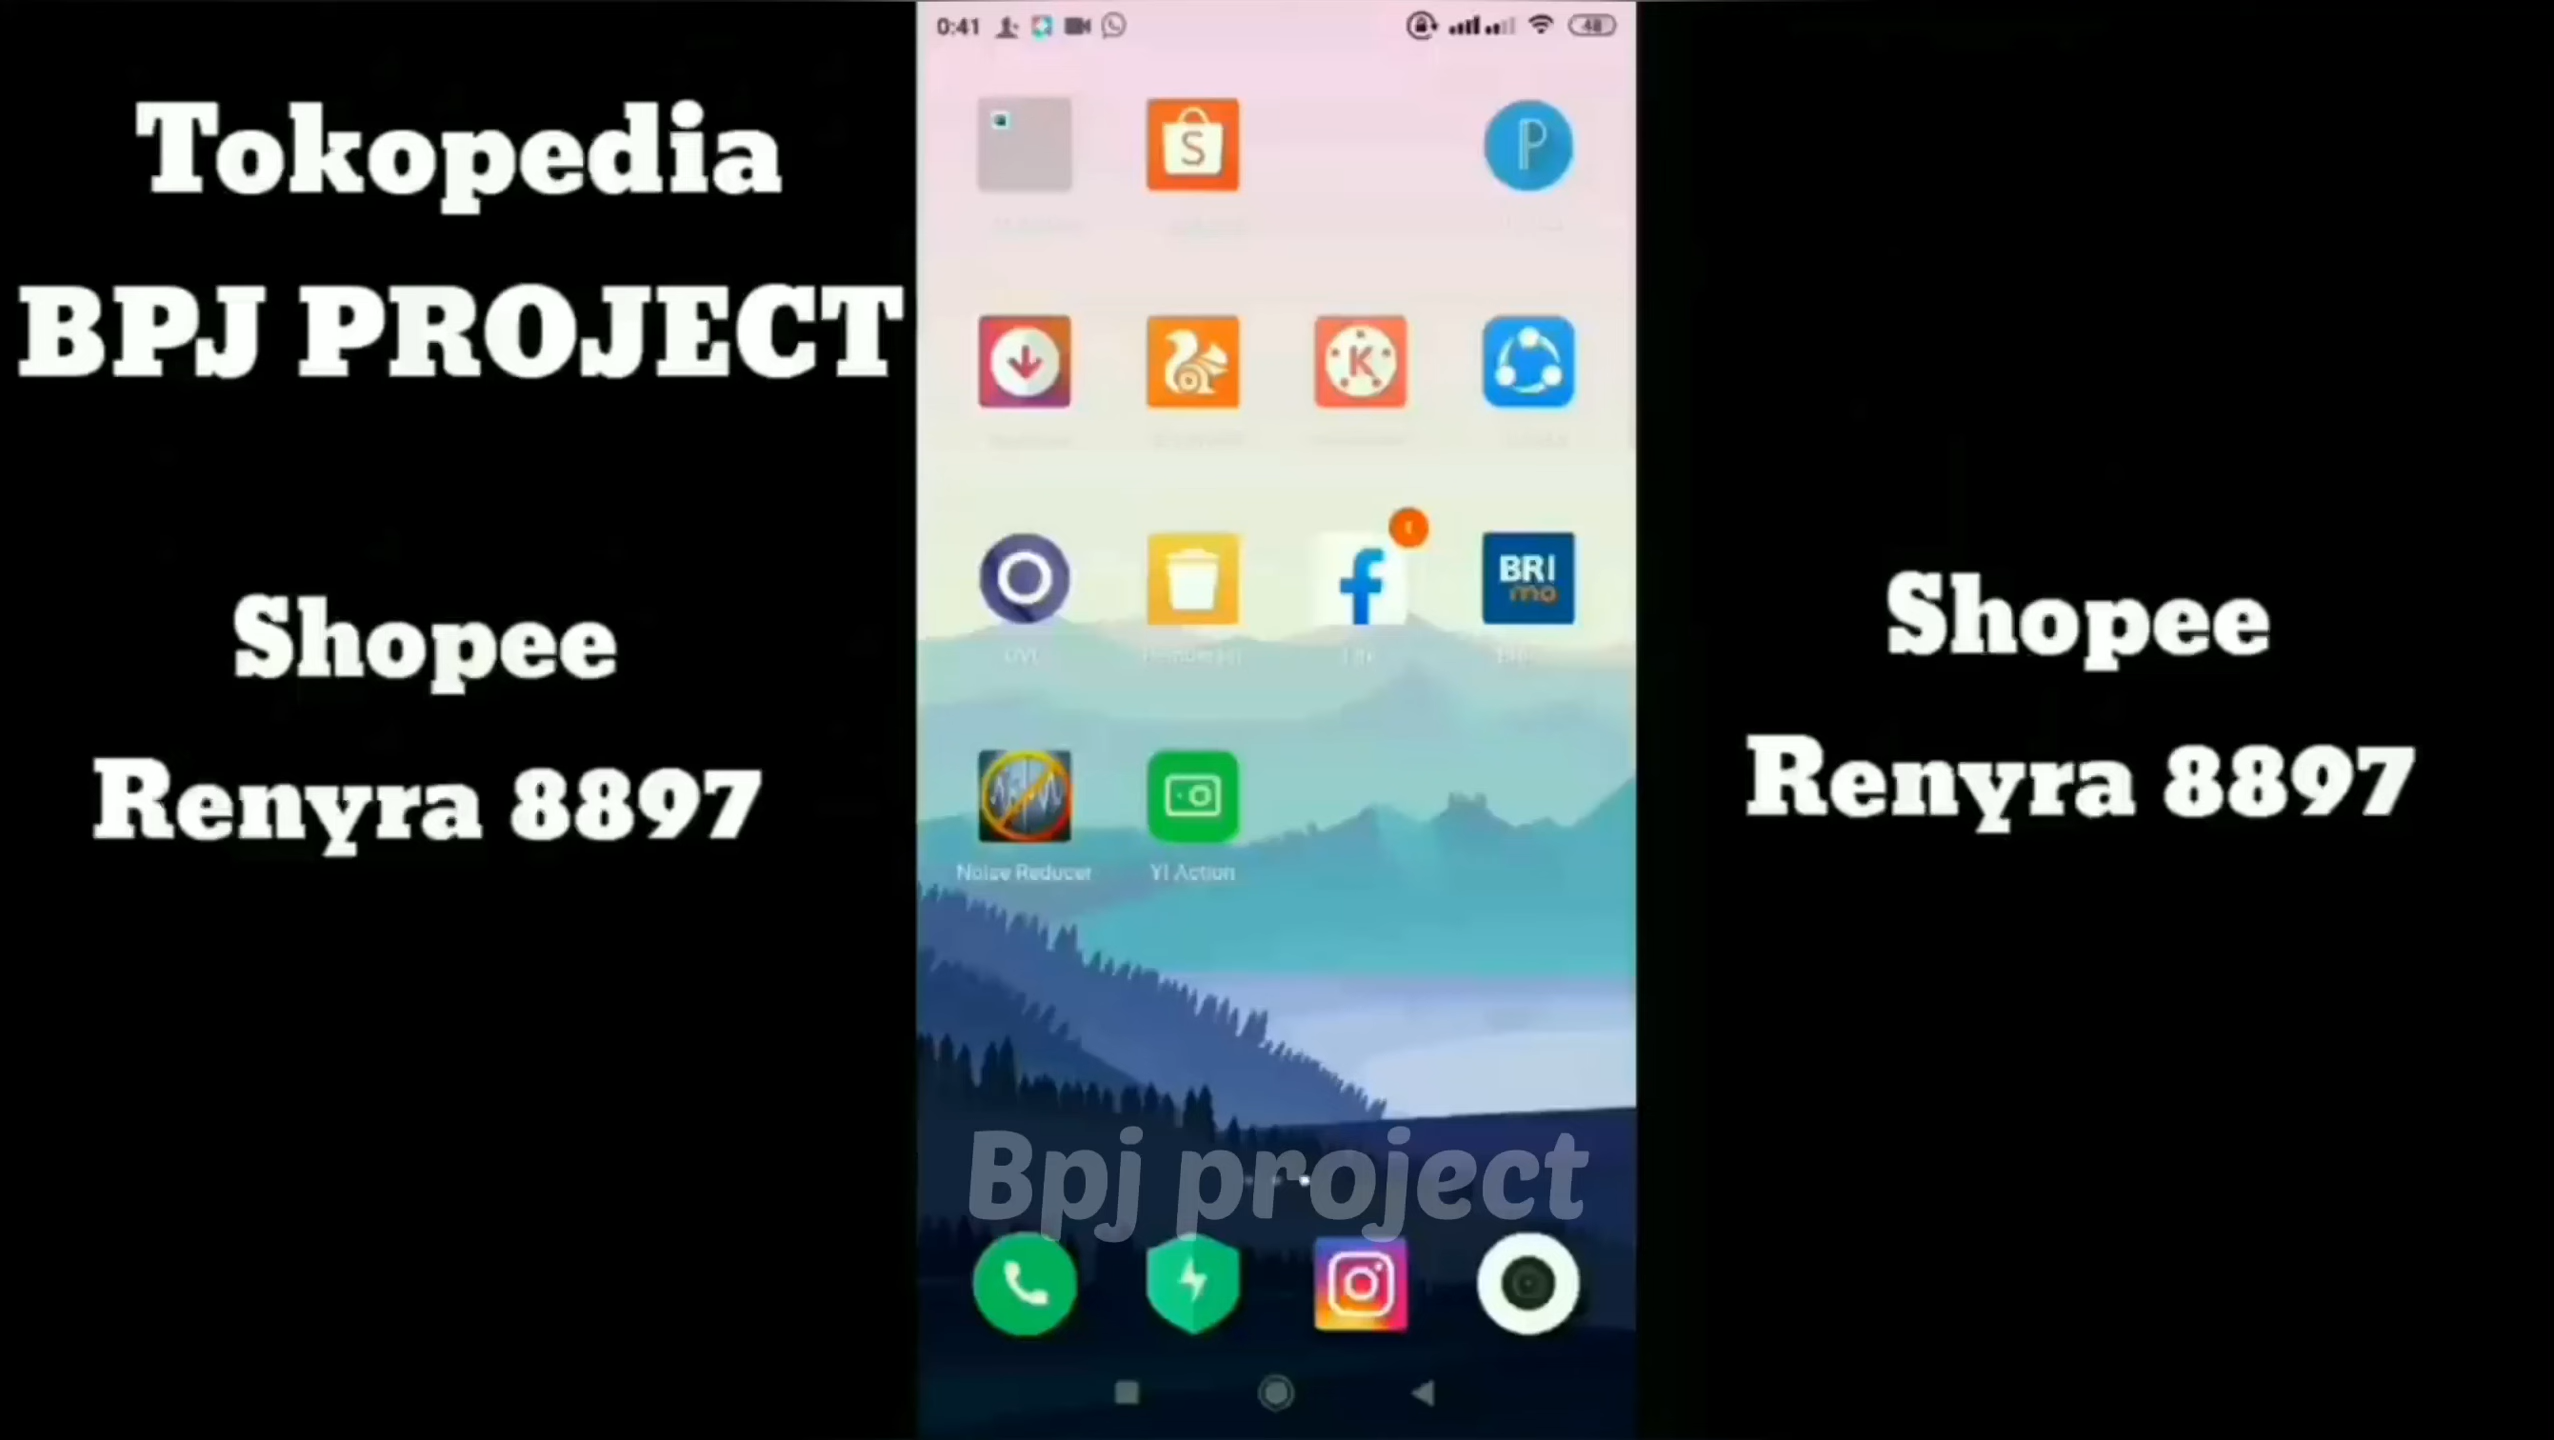 Tokopedia
BPJ PROJECT
Shopee
Renyra 8897
0:41
48
S
P
K
f
BRI
mo
Noise Reducer
YI Action
Bpj project
Shopee
Renyra 8897